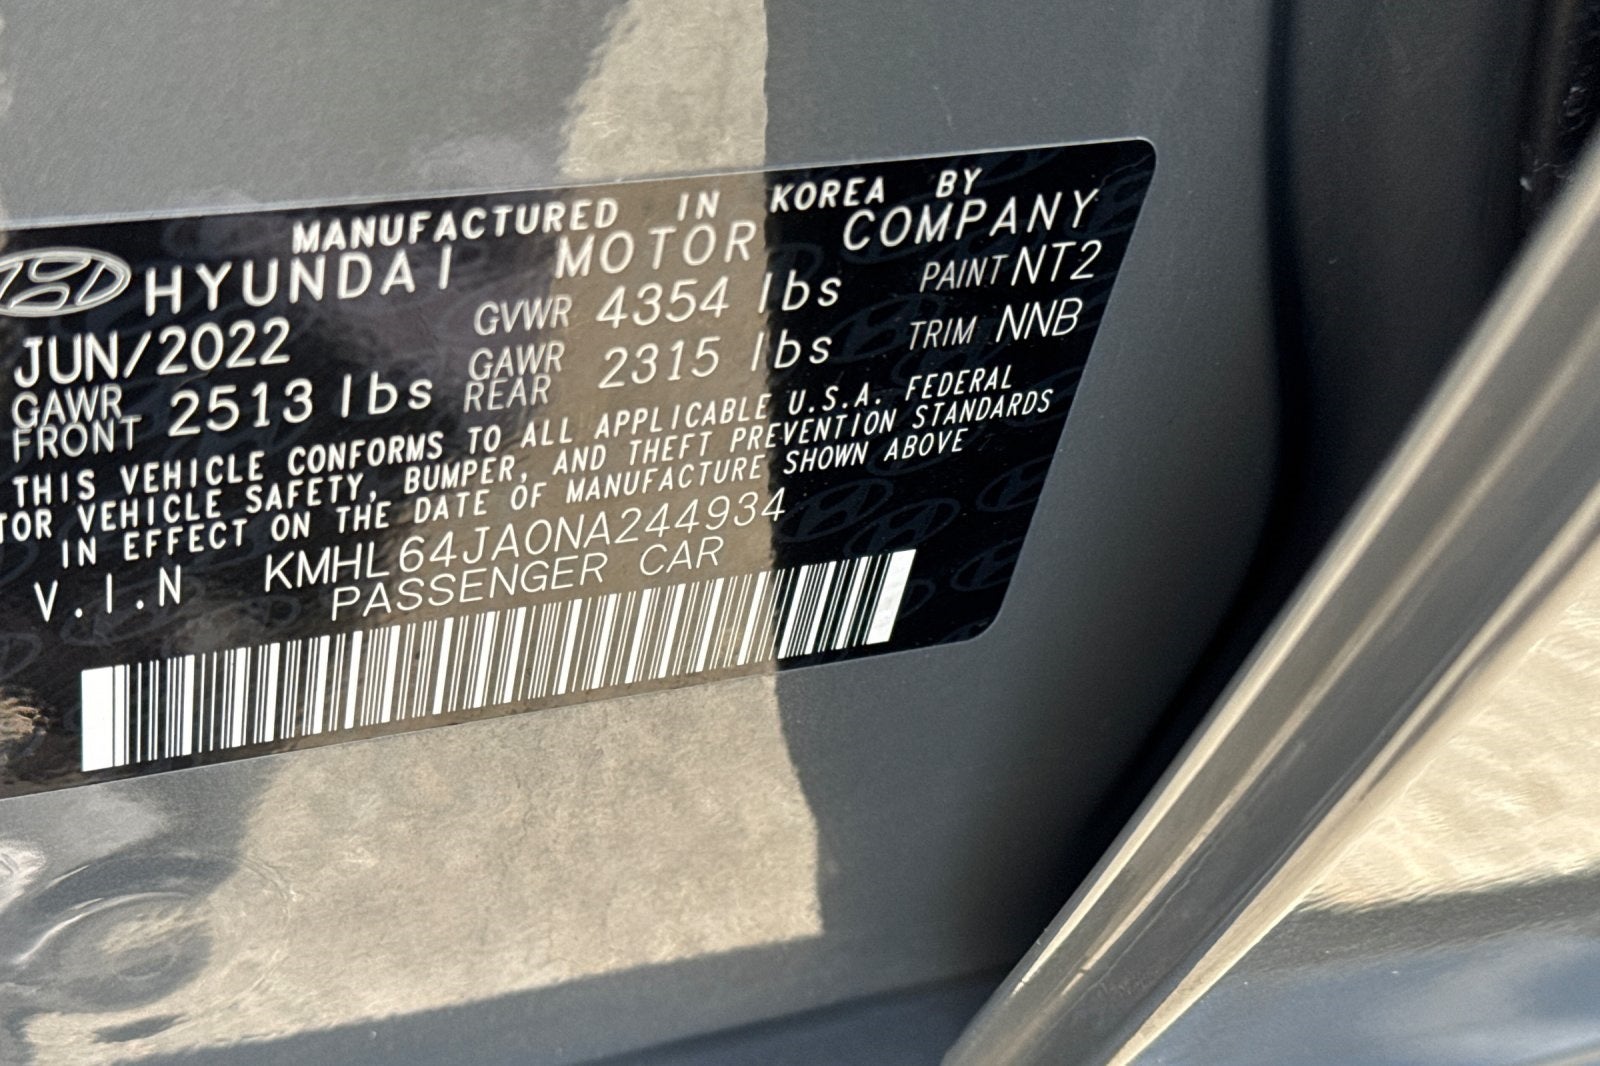 MANUFACTURED IN KOREA BY
HYUNDAI MOTOR COMPANY
JUN/2022 GVWR 4354 lbs PAINT NT2
GAWR FRONT 2513 lbs GAWR REAR 2315 lbs TRIM NNB
THIS VEHICLE CONFORMS TO ALL APPLICABLE U.S.A. FEDERAL
TOR VEHICLE SAFETY, BUMPER, AND THEFT PREVENTION STANDARDS
IN EFFECT ON THE DATE OF MANUFACTURE SHOWN ABOVE
V.I.N KMHL64JA0NA244934
PASSENGER CAR